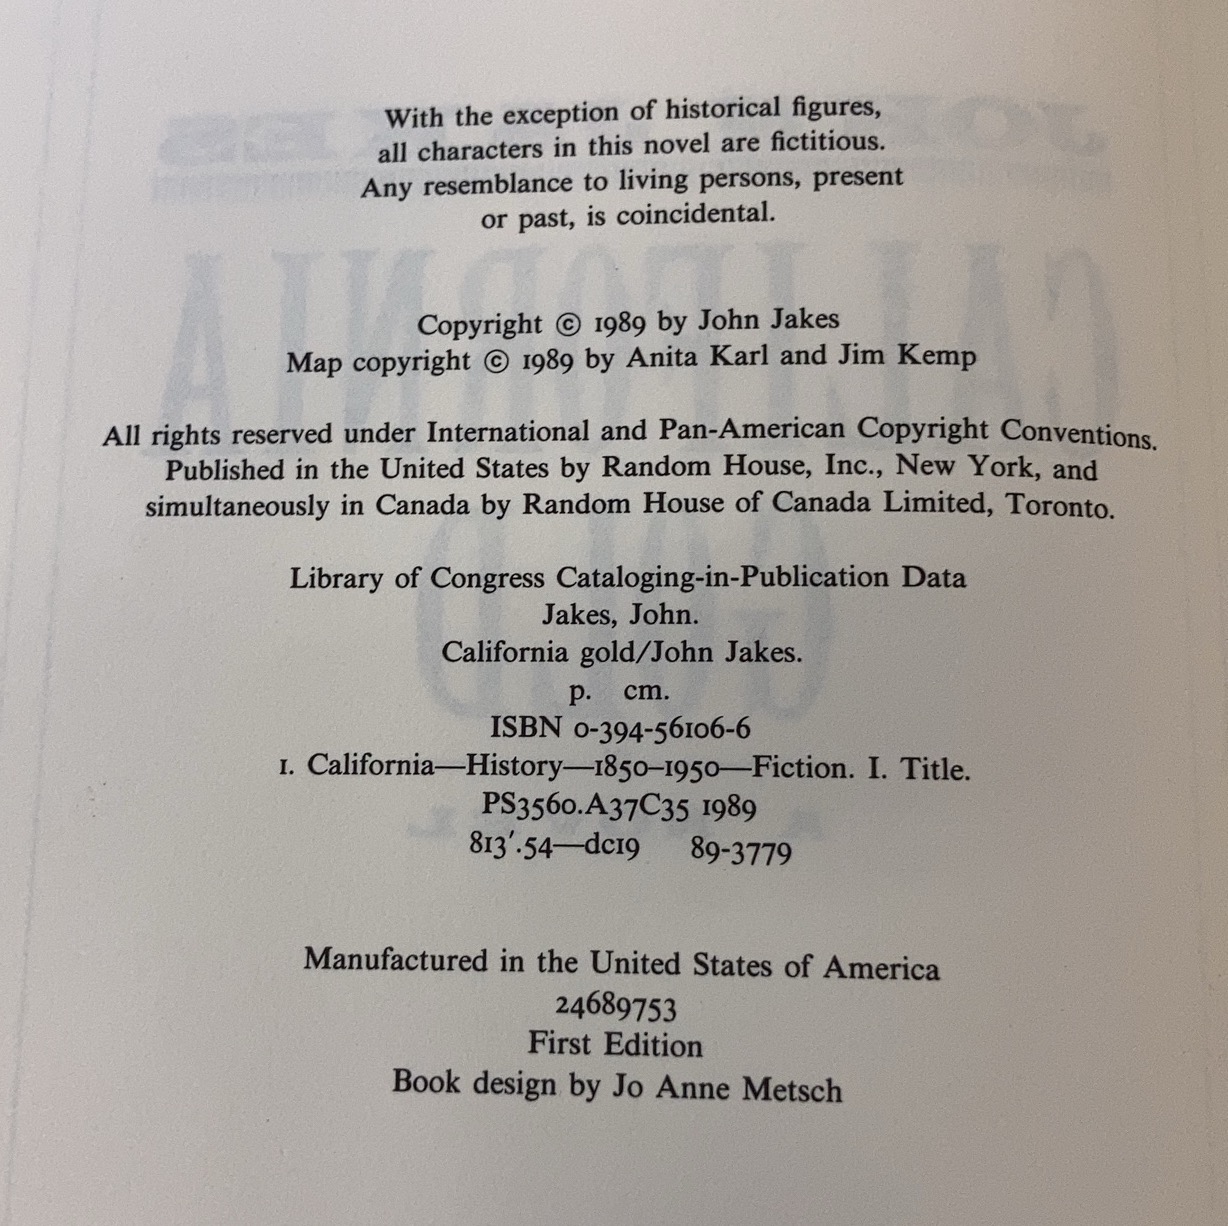 With the exception of historical figures,
all characters in this novel are fictitious.
Any resemblance to living persons, present
or past, is coincidental.
Copyright © 1989 by John Jakes
Map copyright © 1989 by Anita Karl and Jim Kemp
All rights reserved under International and Pan-American Copyright Conventions.
Published in the United States by Random House, Inc., New York, and
simultaneously in Canada by Random House of Canada Limited, Toronto.
Library of Congress Cataloging-in-Publication Data
Jakes, John.
California gold/John Jakes.
p. cm.
ISBN 0-394-56106-6
1. California—History—1850–1950—Fiction. I. Title.
PS3560.A37C35 1989
813'.54—dc19 89-3779
Manufactured in the United States of America
24689753
First Edition
Book design by Jo Anne Metsch